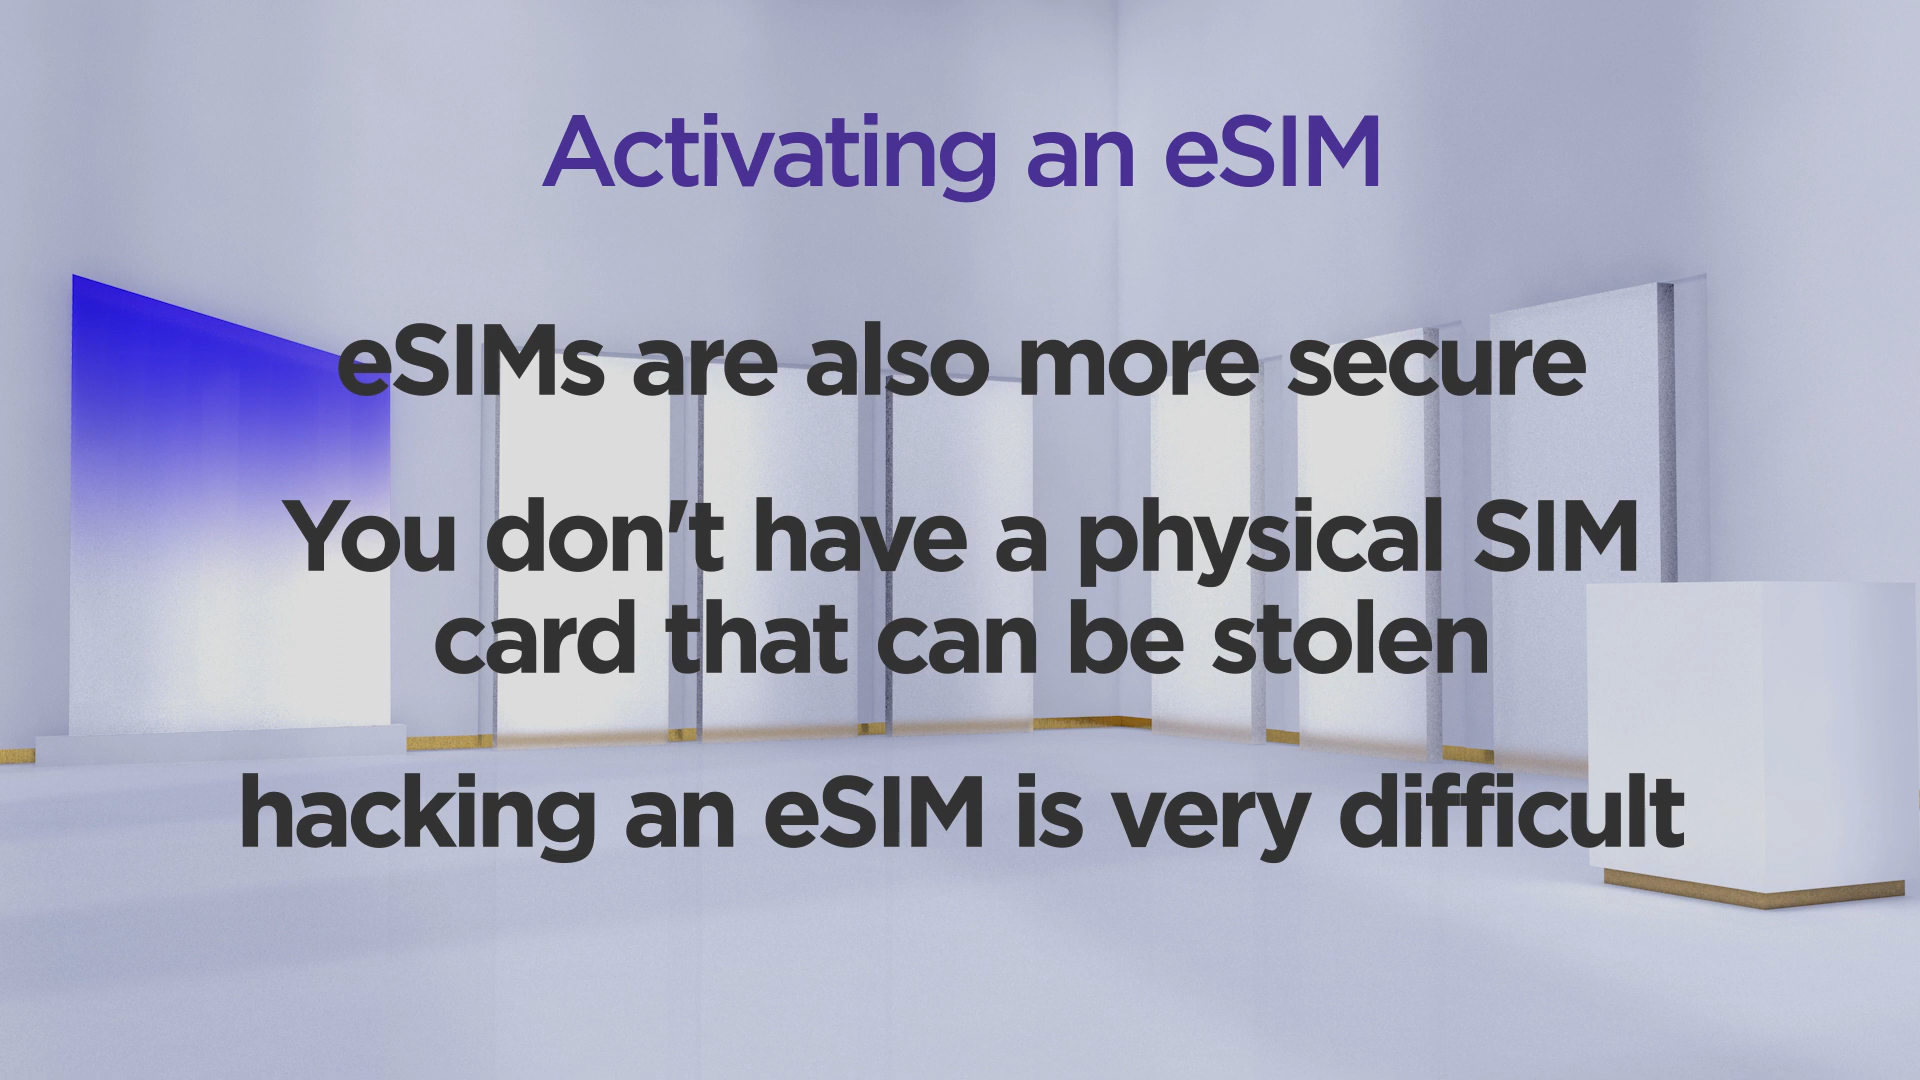 Activating an eSIM
eSIMs are also more secure
You don't have a physical SIM
card that can be stolen
hacking an eSIM is very difficult